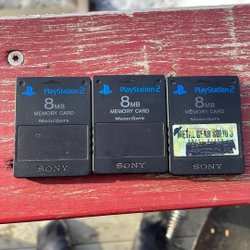 PlayStation 2
8MB
MEMORY CARD
MAGICGATE
SONY
PlayStation 2
8MB
MEMORY CARD
MAGICGATE
SONY
PlayStation 2
8MB
MEMORY CARD
MAGICGATE
METAL GEAR SOLID 3
SONY